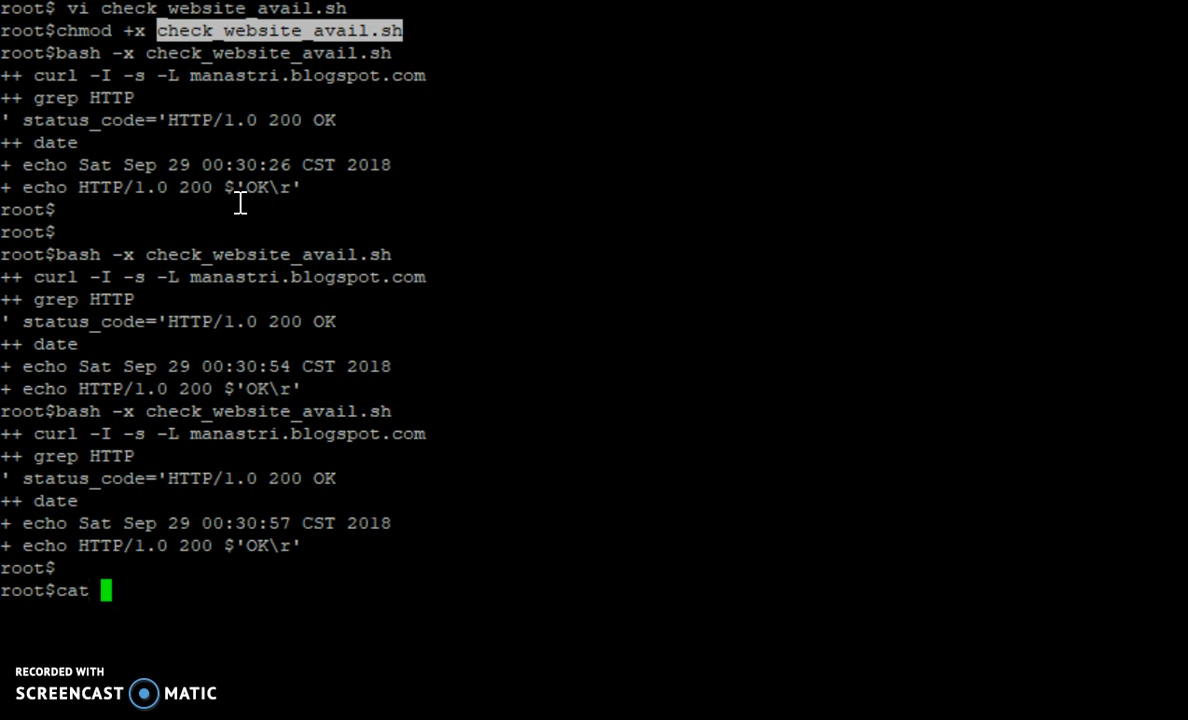 root$ vi check_website_avail.sh
root$chmod +x check_website_avail.sh
root$bash -x check_website_avail.sh
++ curl -I -s -L manastri.blogspot.com
++ grep HTTP
' status_code='HTTP/1.0 200 OK
++ date
+ echo Sat Sep 29 00:30:26 CST 2018
+ echo HTTP/1.0 200 $'OK\r'
root$
root$
root$bash -x check_website_avail.sh
++ curl -I -s -L manastri.blogspot.com
++ grep HTTP
' status_code='HTTP/1.0 200 OK
++ date
+ echo Sat Sep 29 00:30:54 CST 2018
+ echo HTTP/1.0 200 $'OK\r'
root$bash -x check_website_avail.sh
++ curl -I -s -L manastri.blogspot.com
++ grep HTTP
' status_code='HTTP/1.0 200 OK
++ date
+ echo Sat Sep 29 00:30:57 CST 2018
+ echo HTTP/1.0 200 $'OK\r'
root$
root$cat
RECORDED WITH
SCREENCAST MATIC